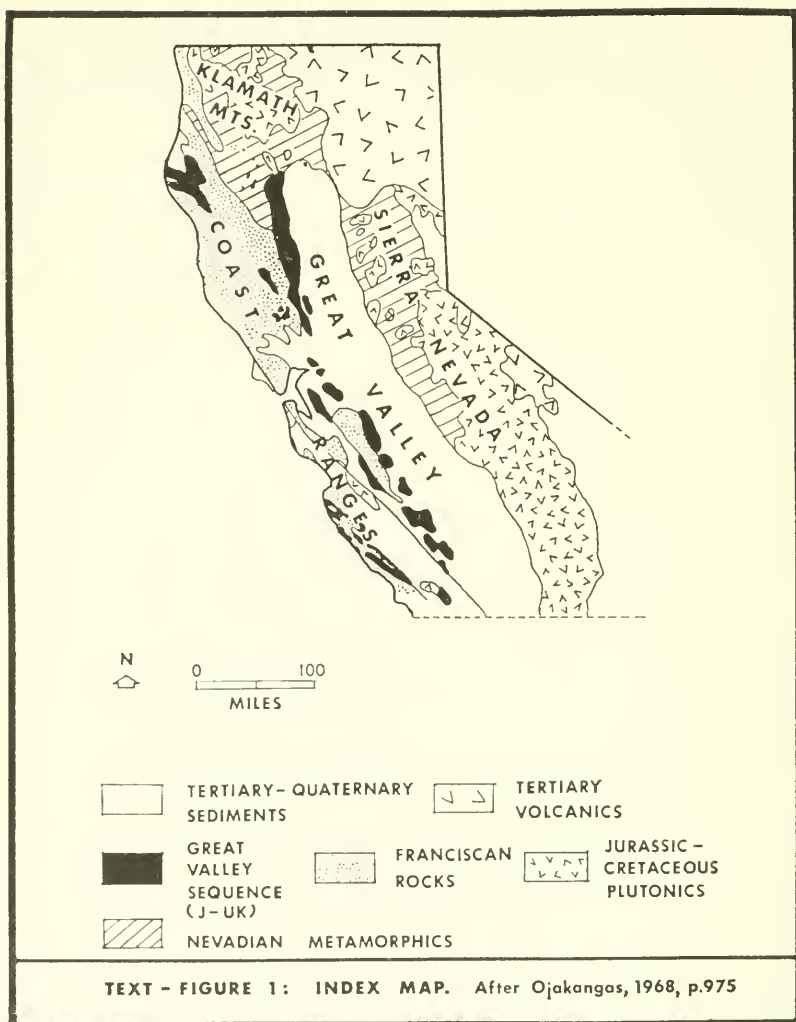 KLAMATH
MTS.
COAST
RANGES
GREAT
VALLEY
SIERRA
NEVADA
N
0 100
MILES
TERTIARY-QUATERNARY
SEDIMENTS
TERTIARY
VOLCANICS
GREAT
VALLEY
SEQUENCE
(J-UK)
FRANCISCAN
ROCKS
JURASSIC-
CRETACEOUS
PLUTONICS
NEVADIAN METAMORPHICS
TEXT-FIGURE 1: INDEX MAP. After Ojakangas, 1968, p.975